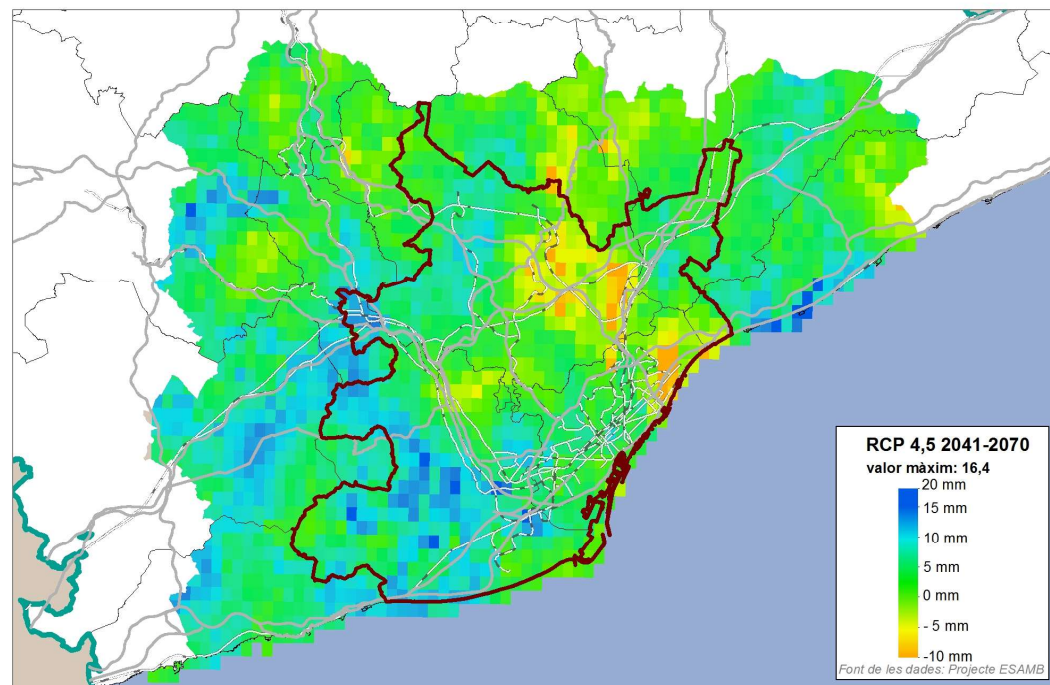 RCP 4,5 2041-2070
valor màxim: 16,4
20 mm
15 mm
10 mm
5 mm
0 mm
- 5 mm
-10 mm
Font de les dades: Projecte ESAMB